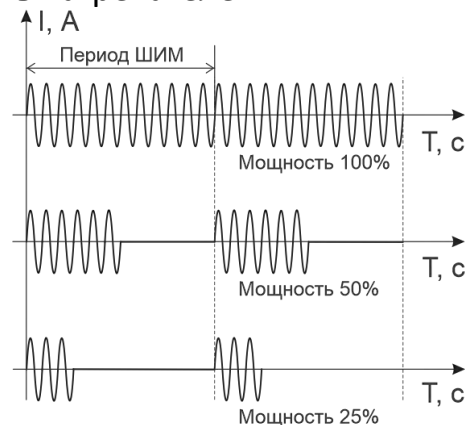 I, А
Период ШИМ
Т, с
Мощность 100%
Т, с
Мощность 50%
Т, с
Мощность 25%